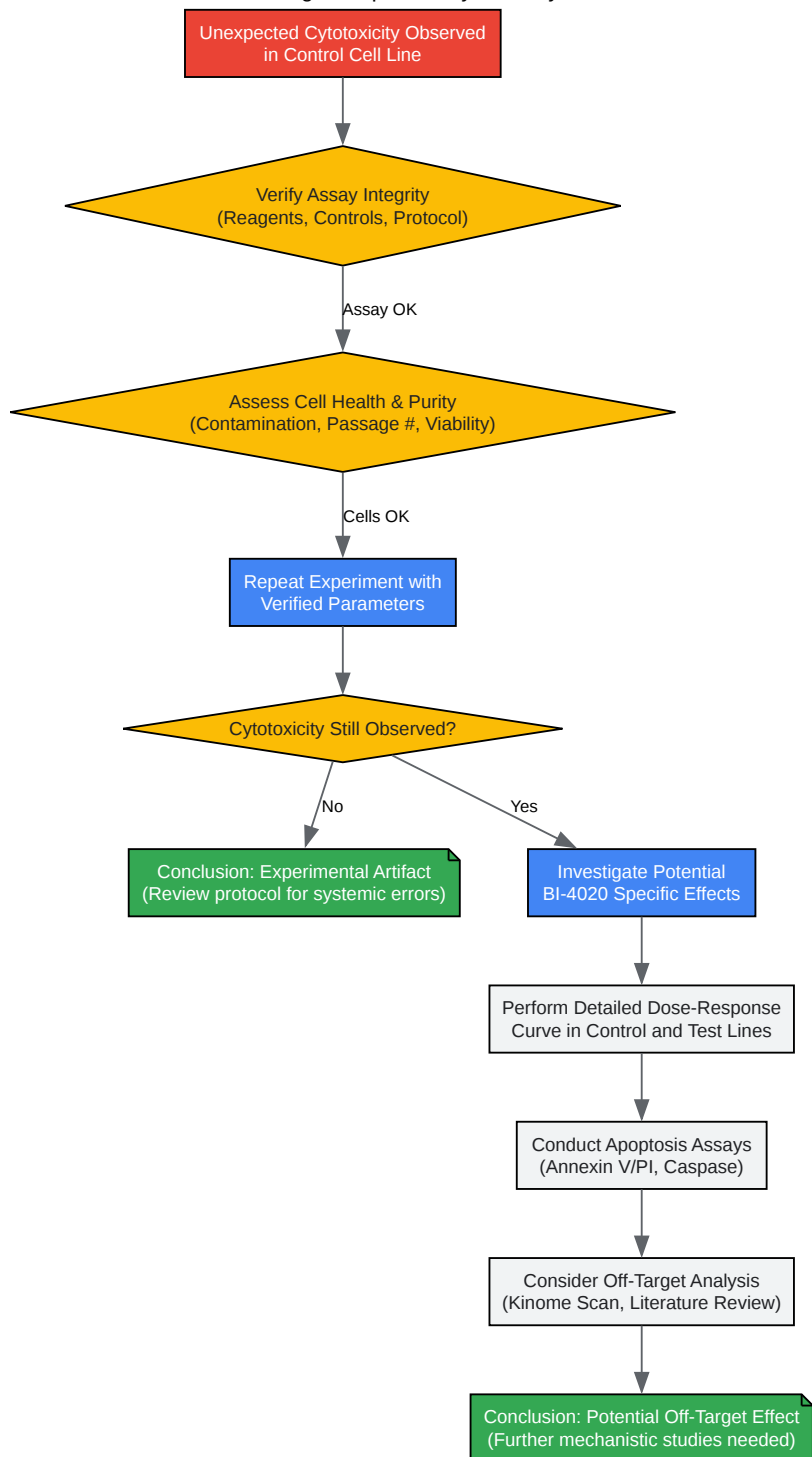 Unexpected Cytotoxicity Observed
in Control Cell Line
Verify Assay Integrity
(Reagents, Controls, Protocol)
Assay OK
Assess Cell Health & Purity
(Contamination, Passage #, Viability)
Cells OK
Repeat Experiment with
Verified Parameters
Cytotoxicity Still Observed?
No
Yes
Conclusion: Experimental Artifact
(Review protocol for systemic errors)
Investigate Potential
BI-4020 Specific Effects
Perform Detailed Dose-Response
Curve in Control and Test Lines
Conduct Apoptosis Assays
(Annexin V/PI, Caspase)
Consider Off-Target Analysis
(Kinome Scan, Literature Review)
Conclusion: Potential Off-Target Effect
(Further mechanistic studies needed)